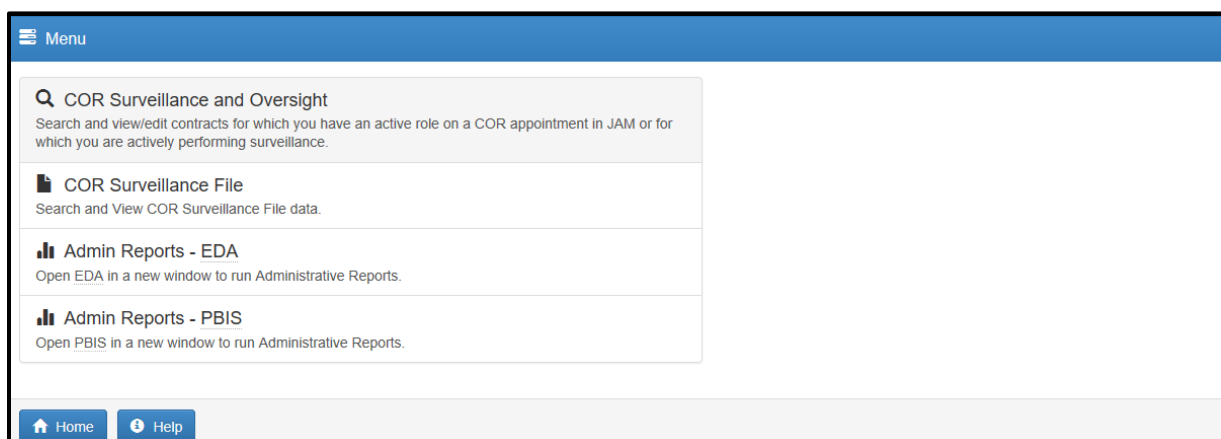 Menu
COR Surveillance and Oversight
Search and view/edit contracts for which you have an active role on a COR appointment in JAM or for
which you are actively performing surveillance.
COR Surveillance File
Search and View COR Surveillance File data.
Admin Reports - EDA
Open EDA in a new window to run Administrative Reports.
Admin Reports - PBIS
Open PBIS in a new window to run Administrative Reports.
Home Help